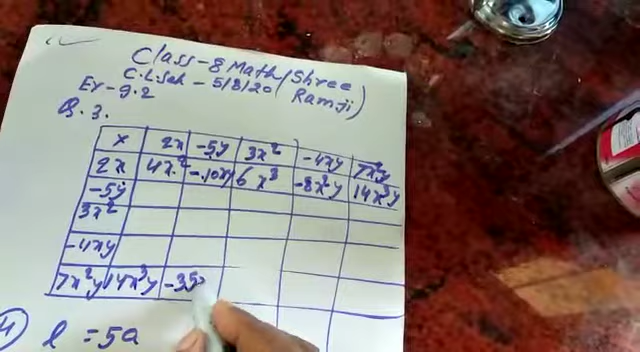 Class-8 Math (Shree
C.L.Sah - 5/8/20 Ramji)
Ex-9.2
Q.3.
x 2x -5y 3x² -4xy 7x²y
2x 4x² -10xy 6x³ -8x²y 14x³y
-5y
3x²
-4xy
7x²y 14x³y -35
4 l = 5a